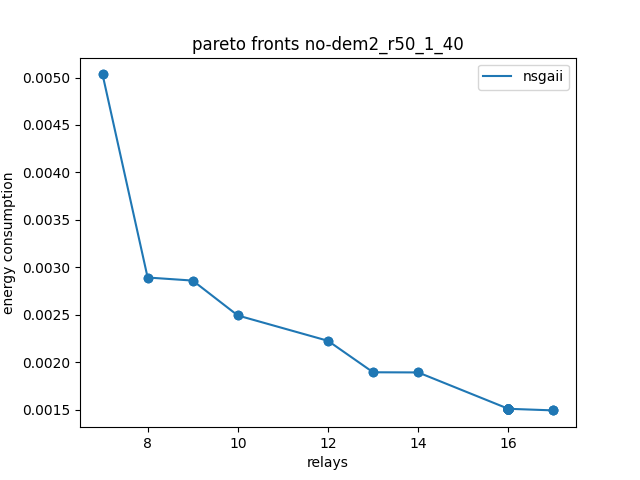 pareto fronts no-dem2_r50_1_40
nsgaii
0.0050
0.0045
0.0040
0.0035
0.0030
0.0025
0.0020
0.0015
energy consumption
8 10 12 14 16
relays